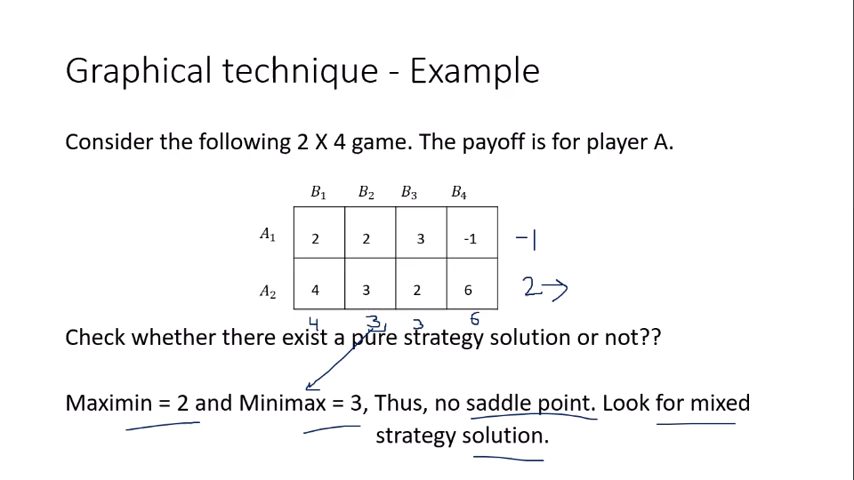 Graphical technique - Example
Consider the following 2 X 4 game. The payoff is for player A.
B₁ B₂ B₃ B₄
A₁ 2 2 3 -1 -1
A₂ 4 3 2 6 2→
4 3 3 6
Check whether there exist a pure strategy solution or not??
Maximin = 2 and Minimax = 3, Thus, no saddle point. Look for mixed
strategy solution.